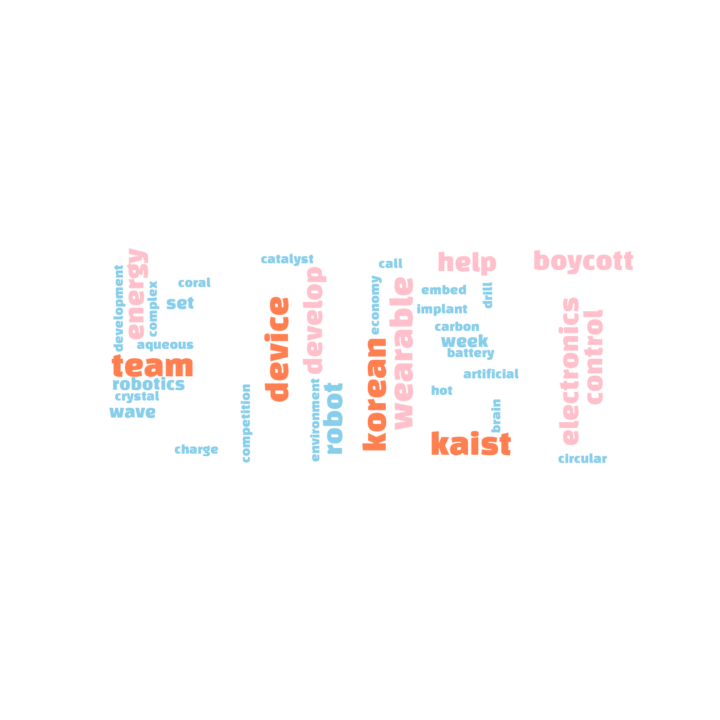 development
energy
complex
coral
set
aqueous
team
robotics
crystal
wave
charge
competition
catalyst
device
develop
environment
robot
call
economy
korean
wearable
help
embed
drill
implant
carbon
week
battery
artificial
hot
brain
kaist
boycott
electronics
control
circular